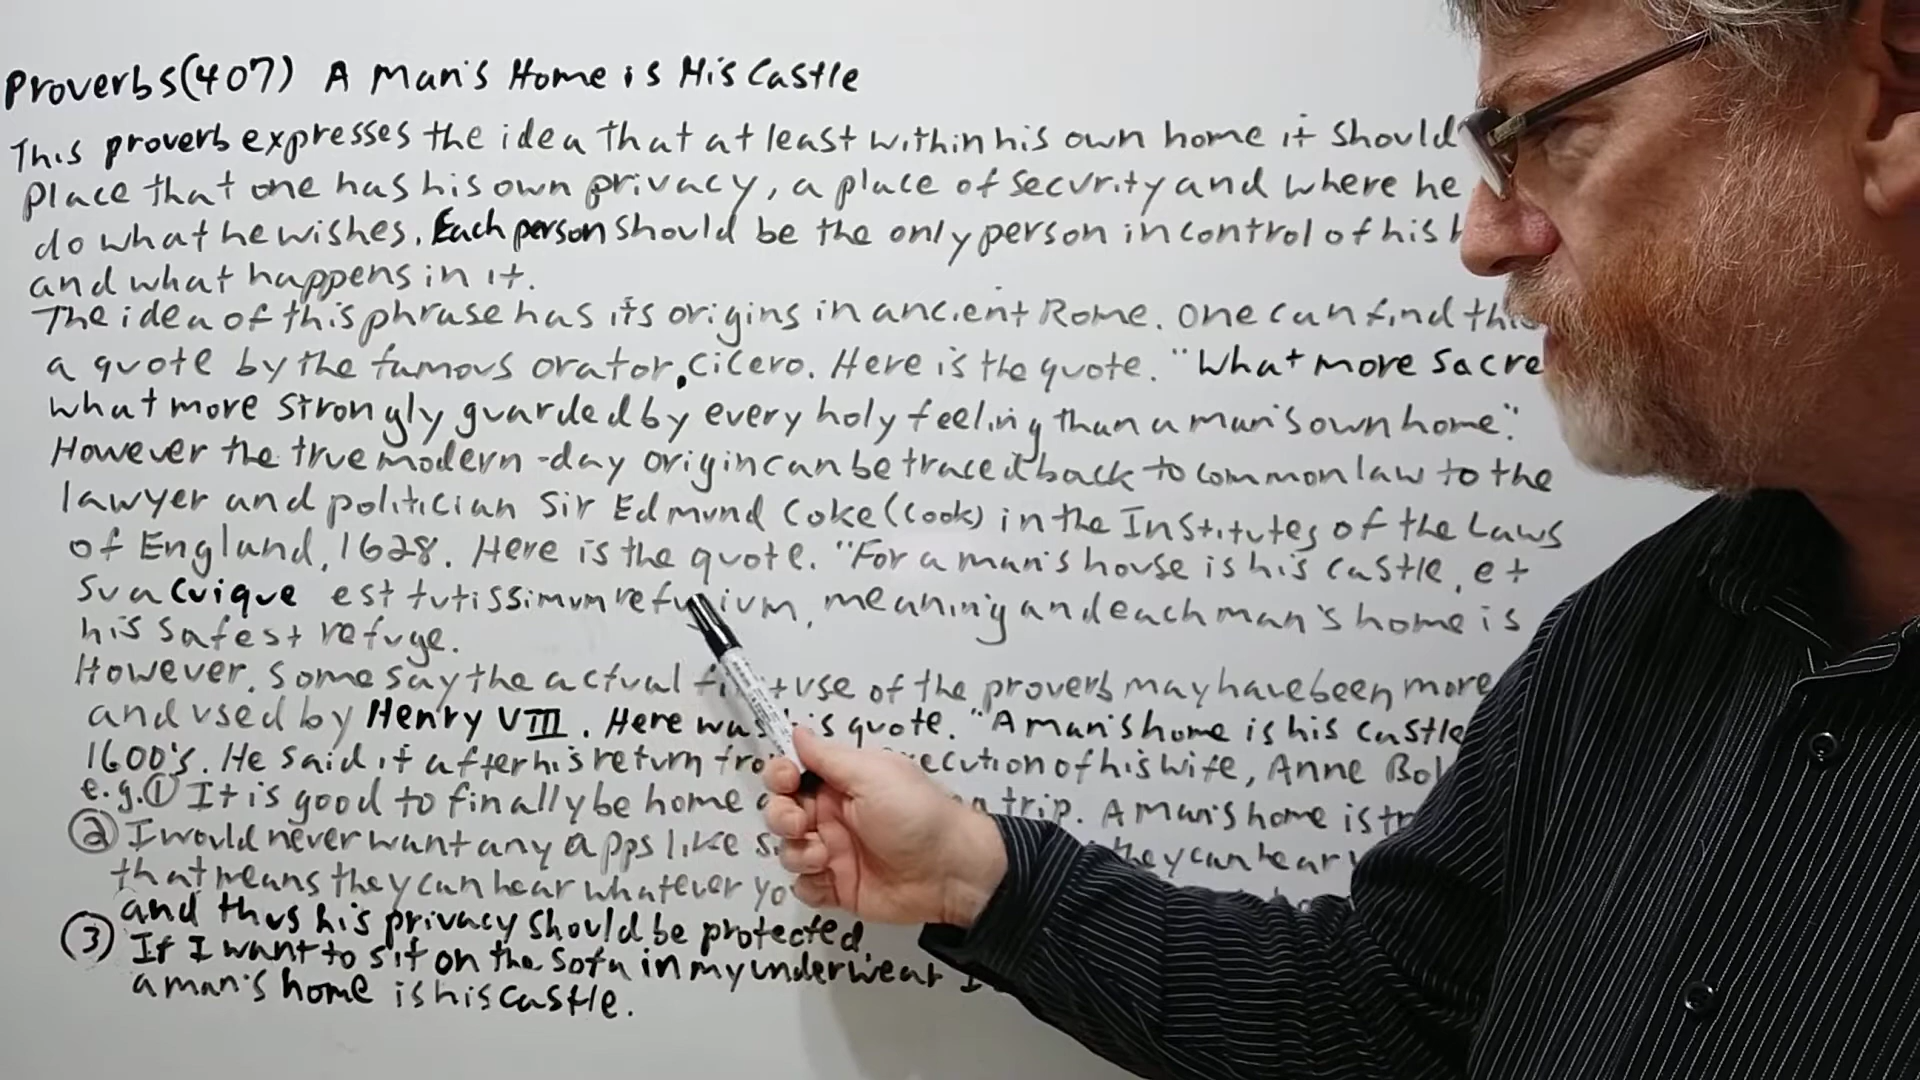 Proverbs(407) A Man's Home is His Castle
This proverb expresses the idea that at least within his own home it should
place that one has his own privacy, a place of security and where he
do what he wishes. Each person should be the only person in control of his
and what happens in it.
The idea of this phrase has its origins in ancient Rome. One can find this
a quote by the famous orator, Cicero. Here is the quote. "What more sacre
what more strongly guarded by every holy feeling than a man's own home".
However the true modern-day origin can be traced back to common law to the
lawyer and politician Sir Edmund Coke (Cook) in the Institutes of the Laws
of England, 1628. Here is the quote. "For a man's house is his castle, et
sua cuique est tutissimum refu ium, meaning and each man's home is
his safest refuge.
However, some say the actual use of the proverb may have been more
and used by Henry VIII. Here was his quote. "A man's home is his castle
1600's. He said it after his return fro ecution of his wife, Anne Bol
e.g. ① It is good to finally be home trip. A man's home is
② I would never want any apps like they can hear
that means they can hear whatever yo
and thus his privacy should be protected
③ If I want to sit on the sofa in my underwear I
a man's home is his castle.